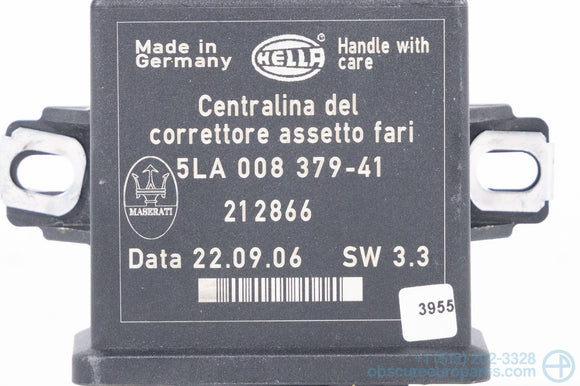 Made in
Germany
HELLA
®
Handle with
care
Centralina del
correttore assetto fari
5LA 008 379-41
MASERATI
212866
Data 22.09.06 SW 3.3
3955
obscureeuroparts.com